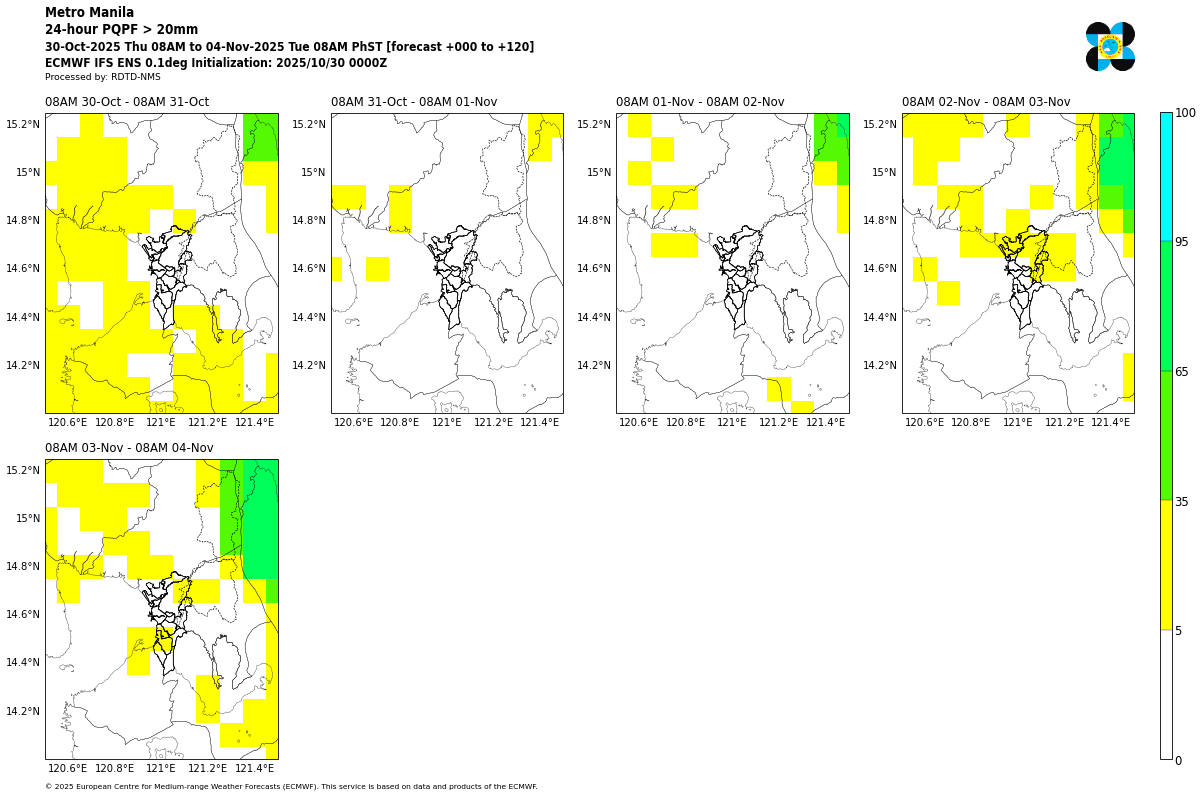 Metro Manila
24-hour PQPF > 20mm
30-Oct-2025 Thu 08AM to 04-Nov-2025 Tue 08AM PhST [forecast +000 to +120]
ECMWF IFS ENS 0.1deg Initialization: 2025/10/30 0000Z
Processed by: RDTD-NMS
08AM 30-Oct - 08AM 31-Oct
08AM 31-Oct - 08AM 01-Nov
08AM 01-Nov - 08AM 02-Nov
08AM 02-Nov - 08AM 03-Nov
15.2°N 15.2°N 15.2°N 15.2°N
15°N 15°N 15°N 15°N
14.8°N 14.8°N 14.8°N 14.8°N
14.6°N 14.6°N 14.6°N 14.6°N
14.4°N 14.4°N 14.4°N 14.4°N
14.2°N 14.2°N 14.2°N 14.2°N
120.6°E 120.8°E 121°E 121.2°E 121.4°E 120.6°E 120.8°E 121°E 121.2°E 121.4°E 120.6°E 120.8°E 121°E 121.2°E 121.4°E 120.6°E 120.8°E 121°E 121.2°E 121.4°E
08AM 03-Nov - 08AM 04-Nov
15.2°N
15°N
14.8°N
14.6°N
14.4°N
14.2°N
120.6°E 120.8°E 121°E 121.2°E 121.4°E
100
95
65
35
5
0
© 2025 European Centre for Medium-range Weather Forecasts (ECMWF). This service is based on data and products of the ECMWF.